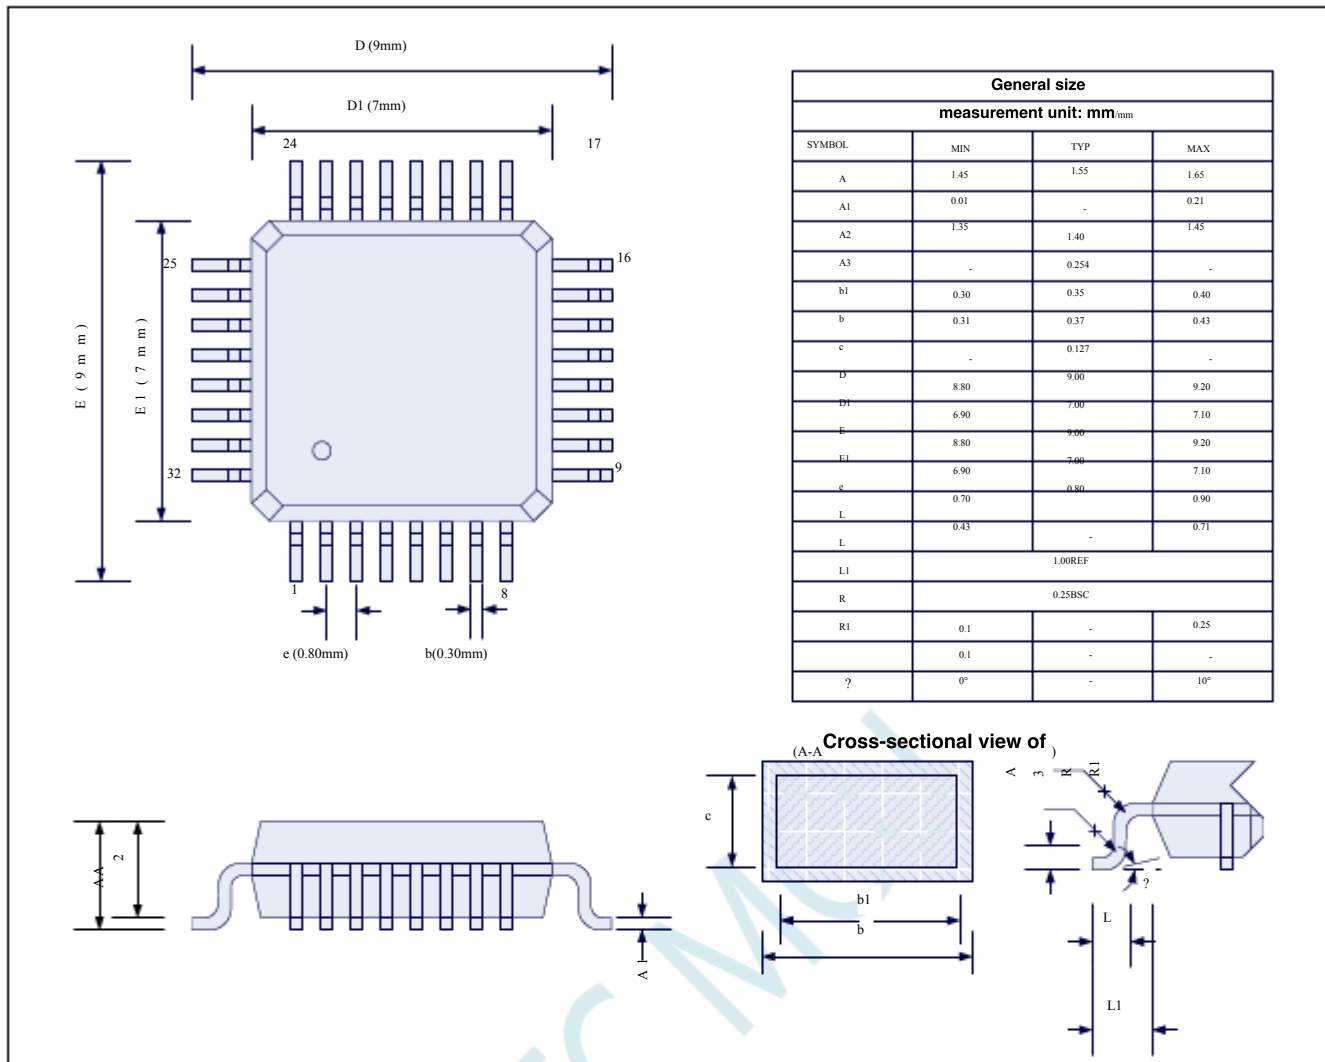 D (9mm)
D1 (7mm)
24
17
25
16
E (9mm)
E1 (7mm)
32
9
1
8
e (0.80mm)
b(0.30mm)
General size
measurement unit: mm/mm
SYMBOL MIN TYP MAX
A 1.45 1.55 1.65
A1 0.01 - 0.21
A2 1.35 1.40 1.45
A3 - 0.254 -
b1 0.30 0.35 0.40
b 0.31 0.37 0.43
c - 0.127 -
D 8.80 9.00 9.20
D1 6.90 7.00 7.10
E 8.80 9.00 9.20
E1 6.90 7.00 7.10
e 0.70 0.80 0.90
L
L 0.43 - 0.71
L1 1.00REF
R 0.25BSC
R1 0.1 - 0.25
0.1 - -
? 0° - 10°
Cross-sectional view of
(A-A )
A
3
R
R1
c
AA
2
A1
b1
b
?
L
L1
MCU